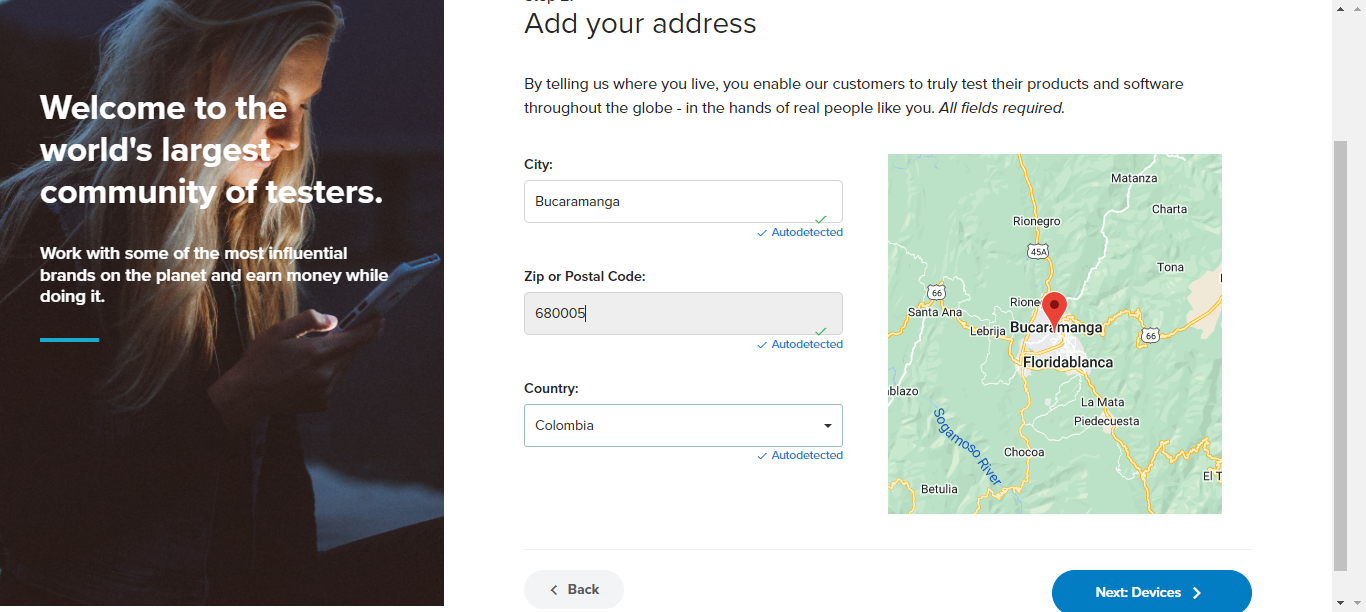 Add your address
Welcome to the
world's largest
community of testers.
Work with some of the most influential
brands on the planet and earn money while
doing it.
By telling us where you live, you enable our customers to truly test their products and software
throughout the globe - in the hands of real people like you. All fields required.
City:
Bucaramanga
Autodetected
Zip or Postal Code:
680005
Autodetected
Country:
Colombia
Autodetected
Matanza
Charta
Rionegro
45A
Tona
66
Rione
Santa Ana
Lebrija
Bucaramanga
66
Floridablanca
ablazo
La Mata
Piedecuesta
Sogamoso River
Chocoa
El T
Betulia
Back
Next: Devices